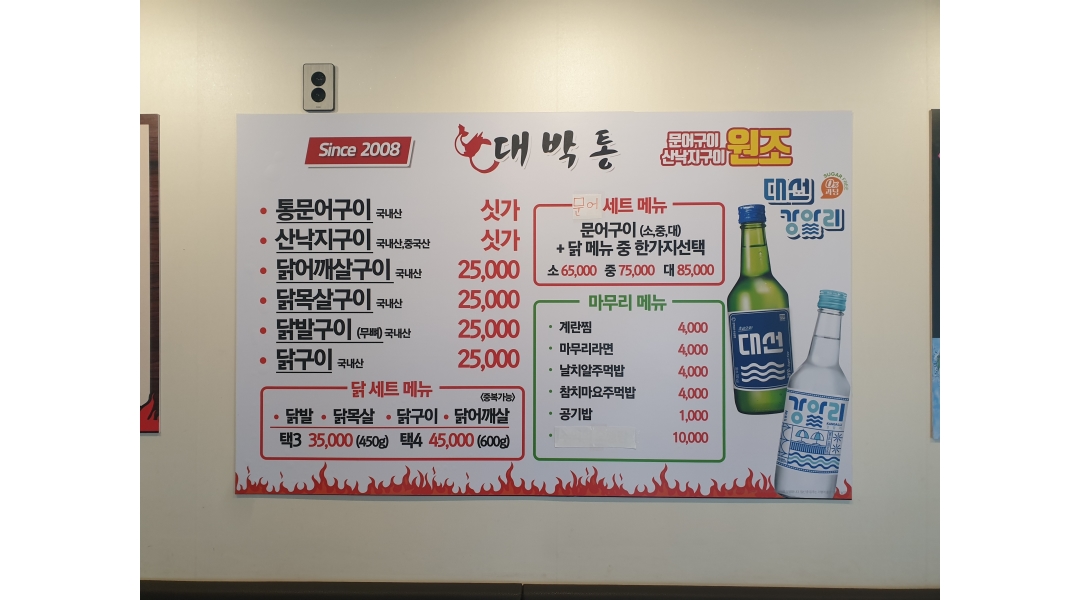 Since 2008
대박통
문어구이
산낙지구이 원조
통문어구이 국내산 싯가
산낙지구이 국내산,중국산 싯가
닭어깨살구이 국내산 25,000
닭목살구이 국내산 25,000
닭발구이 (무뼈) 국내산 25,000
닭구이 국내산 25,000
닭 세트 메뉴
(중복가능)
· 닭발 · 닭목살 · 닭구이 · 닭어깨살
택3 35,000 (450g) 택4 45,000 (600g)
문어 세트 메뉴
문어구이 (소,중,대)
+ 닭 메뉴 중 한가지선택
소 65,000 중 75,000 대 85,000
마무리 메뉴
계란찜 4,000
마무리라면 4,000
날치알주먹밥 4,000
참치마요주먹밥 4,000
공기밥 1,000
10,000
대선
강알리
대선
강알리